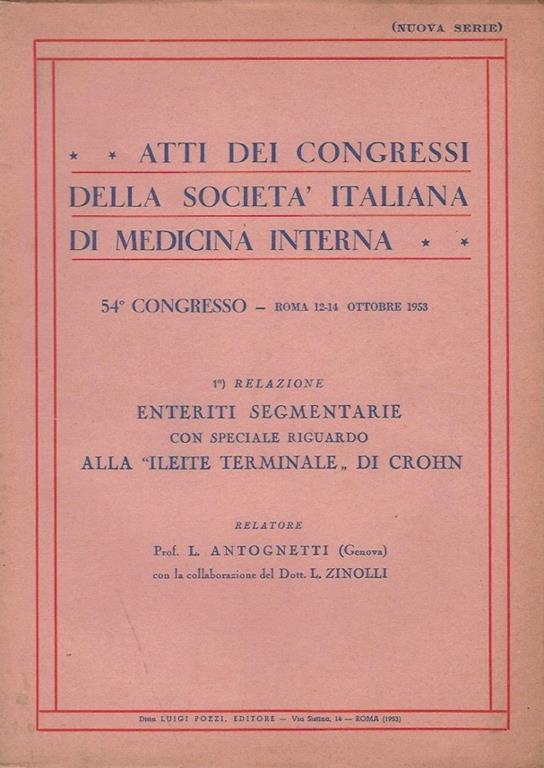 (NUOVA SERIE)
ATTI DEI CONGRESSI
DELLA SOCIETA' ITALIANA
DI MEDICINA INTERNA
54° CONGRESSO — ROMA 12-14 OTTOBRE 1953
1°) RELAZIONE
ENTERITI SEGMENTARIE
CON SPECIALE RIGUARDO
ALLA “ILEITE TERMINALE„ DI CROHN
RELATORE
Prof. L. ANTOGNETTI (Genova)
con la collaborazione del Dott. L. ZINOLLI
Ditta LUIGI POZZI, EDITORE — Via Sistina, 14 — ROMA (1953)